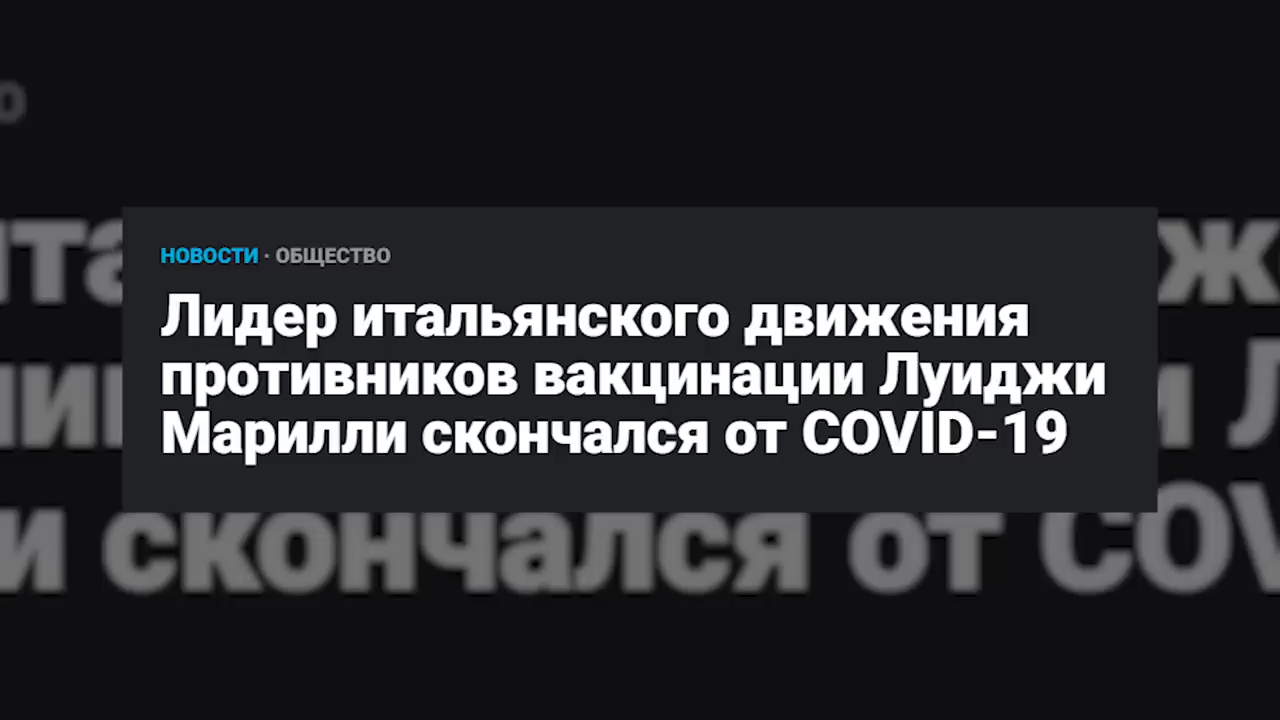 НОВОСТИ · ОБЩЕСТВО
Лидер итальянского движения
противников вакцинации Луиджи
Марилли скончался от COVID-19